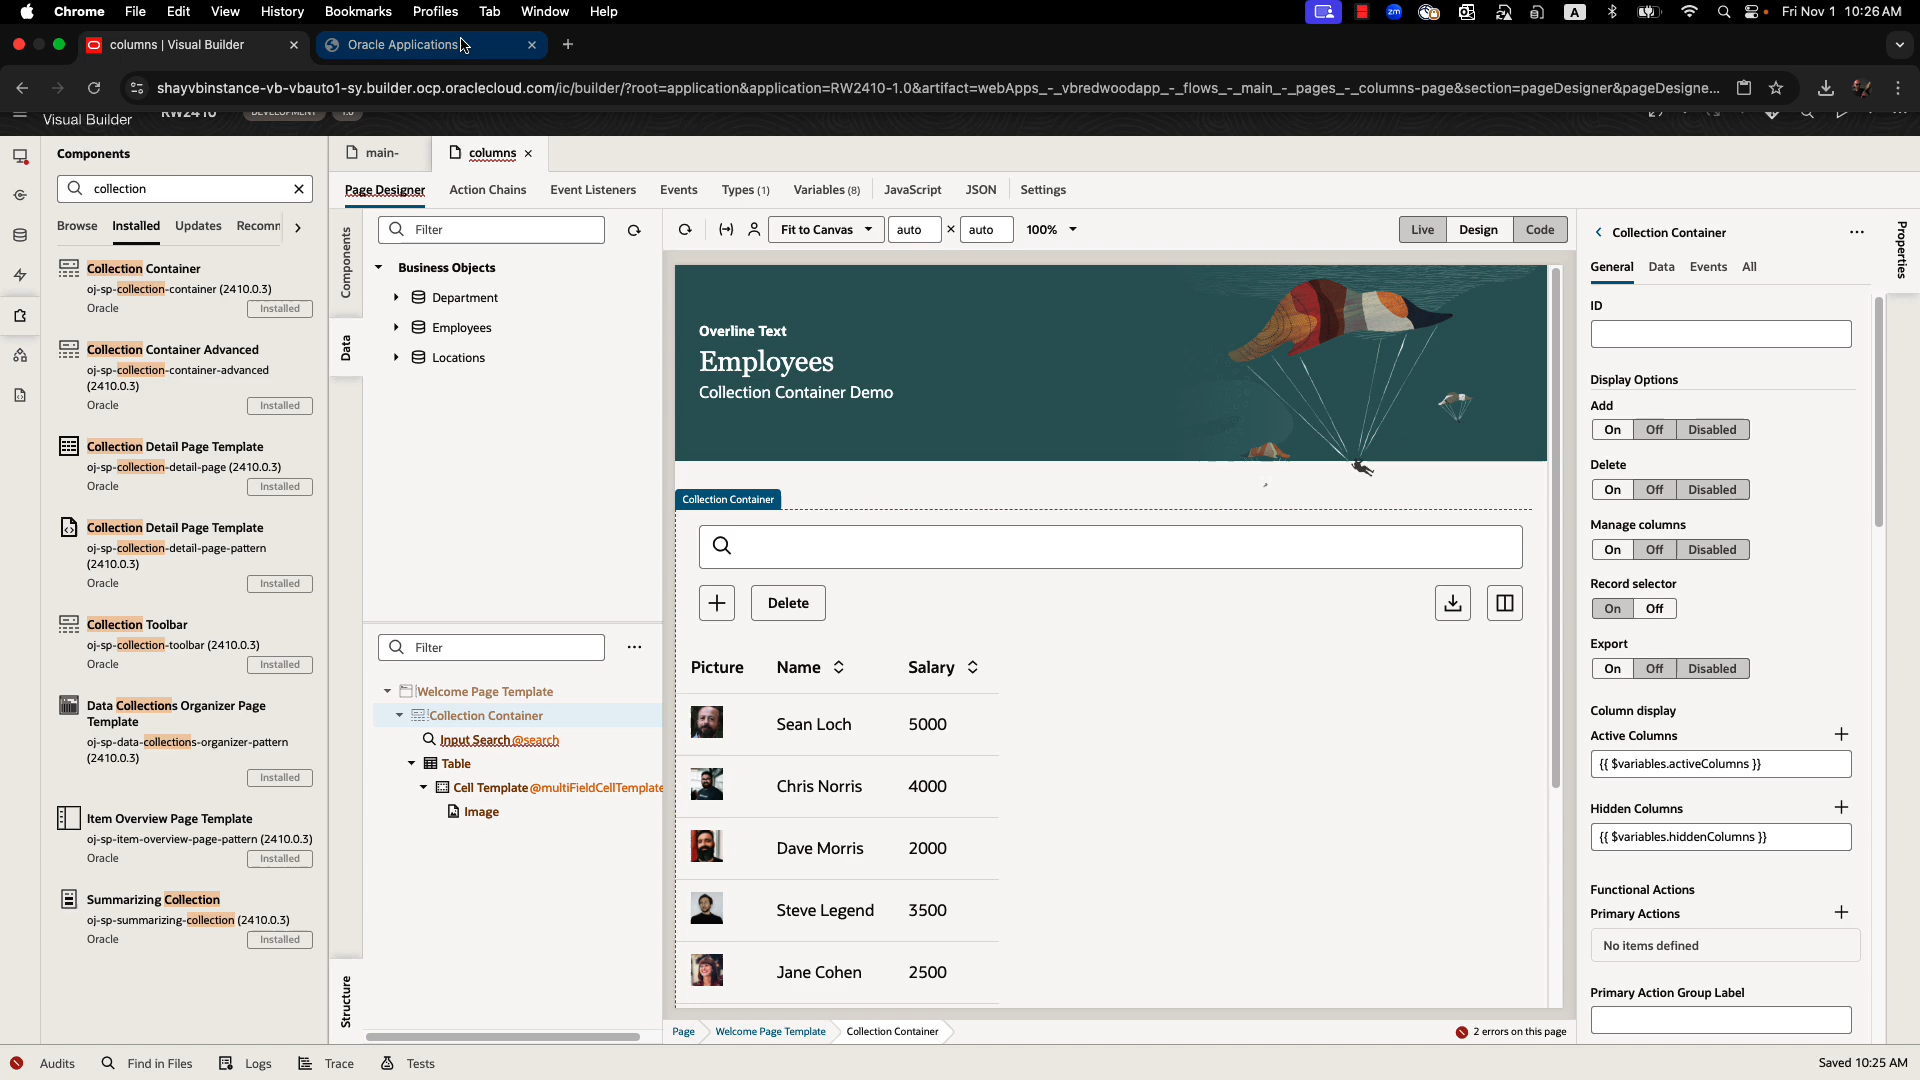 Chrome File Edit View History Bookmarks Profiles Tab Window Help zm A Fri Nov 1 10:26 AM
columns | Visual Builder
Oracle Applications
shayvbinstance-vb-vbauto1-sy.builder.ocp.oraclecloud.com/ic/builder/?root=application&application=RW2410-1.0&artifact=webApps_-_vbredwoodapp_-_flows_-_main_-_pages_-_columns-page&section=pageDesigner&pageDesigne...
Visual Builder
RW2410
DEVELOPMENT
1.0
Components
collection
Browse Installed Updates Recomn
Collection Container
oj-sp-collection-container (2410.0.3)
Oracle
Installed
Collection Container Advanced
oj-sp-collection-container-advanced
(2410.0.3)
Oracle
Installed
Collection Detail Page Template
oj-sp-collection-detail-page (2410.0.3)
Oracle
Installed
Collection Detail Page Template
oj-sp-collection-detail-page-pattern
(2410.0.3)
Oracle
Installed
Collection Toolbar
oj-sp-collection-toolbar (2410.0.3)
Oracle
Installed
Data Collections Organizer Page
Template
oj-sp-data-collections-organizer-pattern
(2410.0.3)
Installed
Item Overview Page Template
oj-sp-item-overview-page-pattern (2410.0.3)
Oracle
Installed
Summarizing Collection
oj-sp-summarizing-collection (2410.0.3)
Oracle
Installed
main-
columns
Page Designer Action Chains Event Listeners Events Types (1) Variables (8) JavaScript JSON Settings
Components
Data
Structure
Filter
Business Objects
Department
Employees
Locations
Filter
Welcome Page Template
Collection Container
Input Search @search
Table
Cell Template @multiFieldCellTemplate
Image
Fit to Canvas auto × auto 100%
Live Design Code
Overline Text
Employees
Collection Container Demo
Collection Container
Delete
Picture Name Salary
Sean Loch 5000
Chris Norris 4000
Dave Morris 2000
Steve Legend 3500
Jane Cohen 2500
Page Welcome Page Template Collection Container
2 errors on this page
Collection Container
Properties
General Data Events All
ID
Display Options
Add
On Off Disabled
Delete
On Off Disabled
Manage columns
On Off Disabled
Record selector
On Off
Export
On Off Disabled
Column display
Active Columns
{{ $variables.activeColumns }}
Hidden Columns
{{ $variables.hiddenColumns }}
Functional Actions
Primary Actions
No items defined
Primary Action Group Label
Audits Find in Files Logs Trace Tests
Saved 10:25 AM